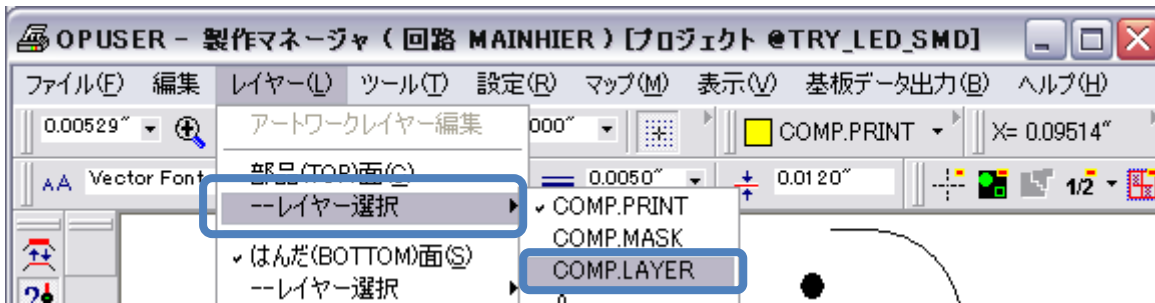 OPUSER - 製作マネージャ ( 回路 MAINHIER ) [プロジェクト @TRY_LED_SMD]
ファイル(F) 編集 レイヤー(L) ツール(T) 設定(R) マップ(M) 表示(V) 基板データ出力(B) ヘルプ(H)
0.00529" アートワークレイヤー編集 000" COMP.PRINT X= 0.09514"
AA Vector Font 部品(TOP)面(C) 0.0050" 0.0120" 1/2
--レイヤー選択 COMP.PRINT
COMP.MASK
はんだ(BOTTOM)面(S) COMP.LAYER
--レイヤー選択